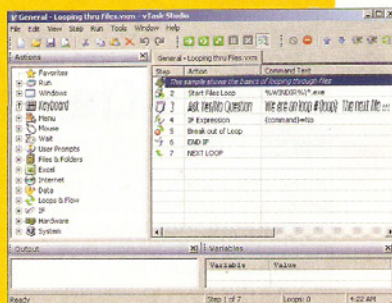 General - Looping thru Files.vxm - vTask Studio
File Edit View Step Run Tools Window Help
Actions
General - Looping thru Files.vxm
Favorites
Run
Windows
Keyboard
Menu
Mouse
Wait
User Prompts
Files & Folders
Excel
Internet
Data
Loops & Flow
IF
Hardware
System
Step Action Command Text
This sample shows the basics of looping through files
2 Start Files Loop %WINDIR%\*.exe
3 Ask Yes/No Question We are on loop #{loop}. The next file ...
4 IF Expression {command}=No
5 Break out of Loop
6 END IF
7 NEXT LOOP
Output
Variables
Variable Value
Ready Step 1 of 7 Loops: 0 4:22 AM